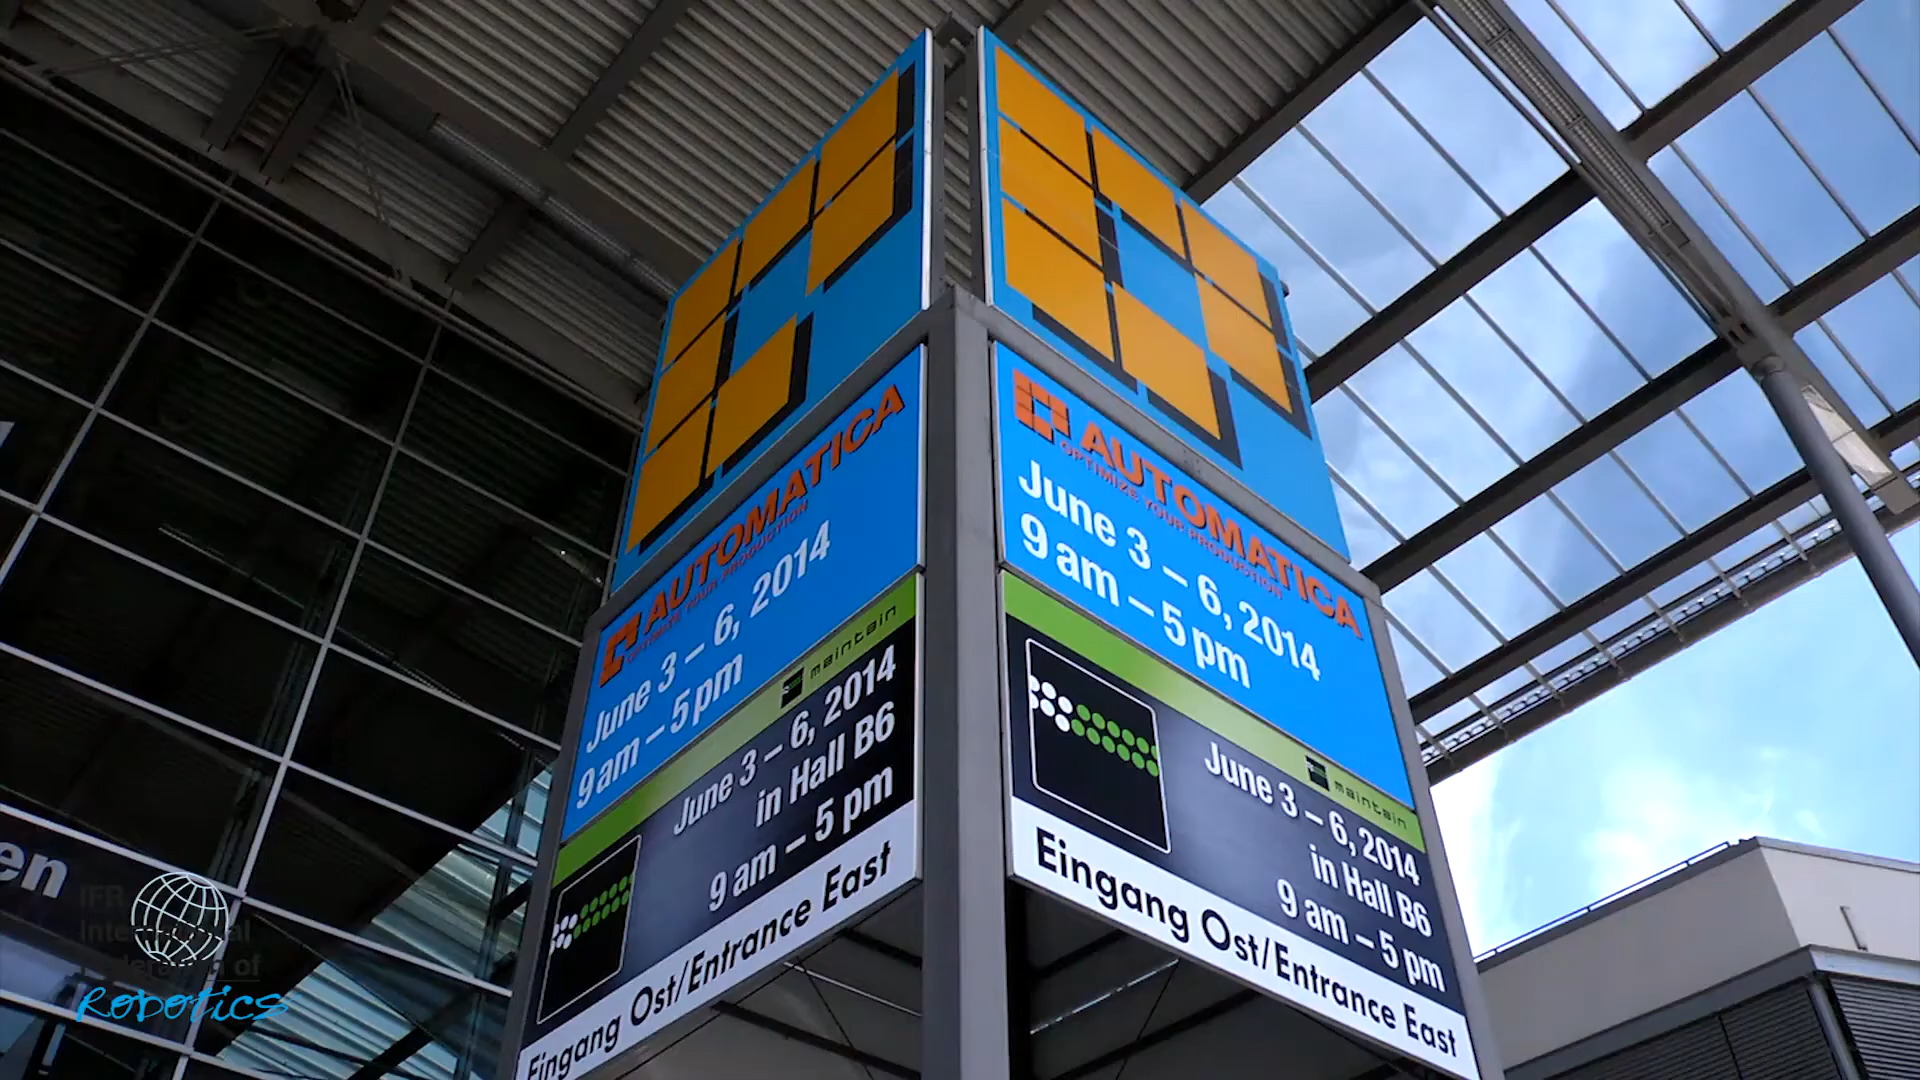 AUTOMATICA
OPTIMIZE YOUR PRODUCTION
June 3 – 6, 2014
9 am – 5 pm
maintain
June 3 – 6, 2014
in Hall B6
9 am – 5 pm
Eingang Ost/Entrance East
AUTOMATICA
OPTIMIZE YOUR PRODUCTION
June 3 – 6, 2014
9 am – 5 pm
maintain
June 3 – 6, 2014
in Hall B6
9 am – 5 pm
Eingang Ost/Entrance East
en
IFR
International
Federation of
Robotics